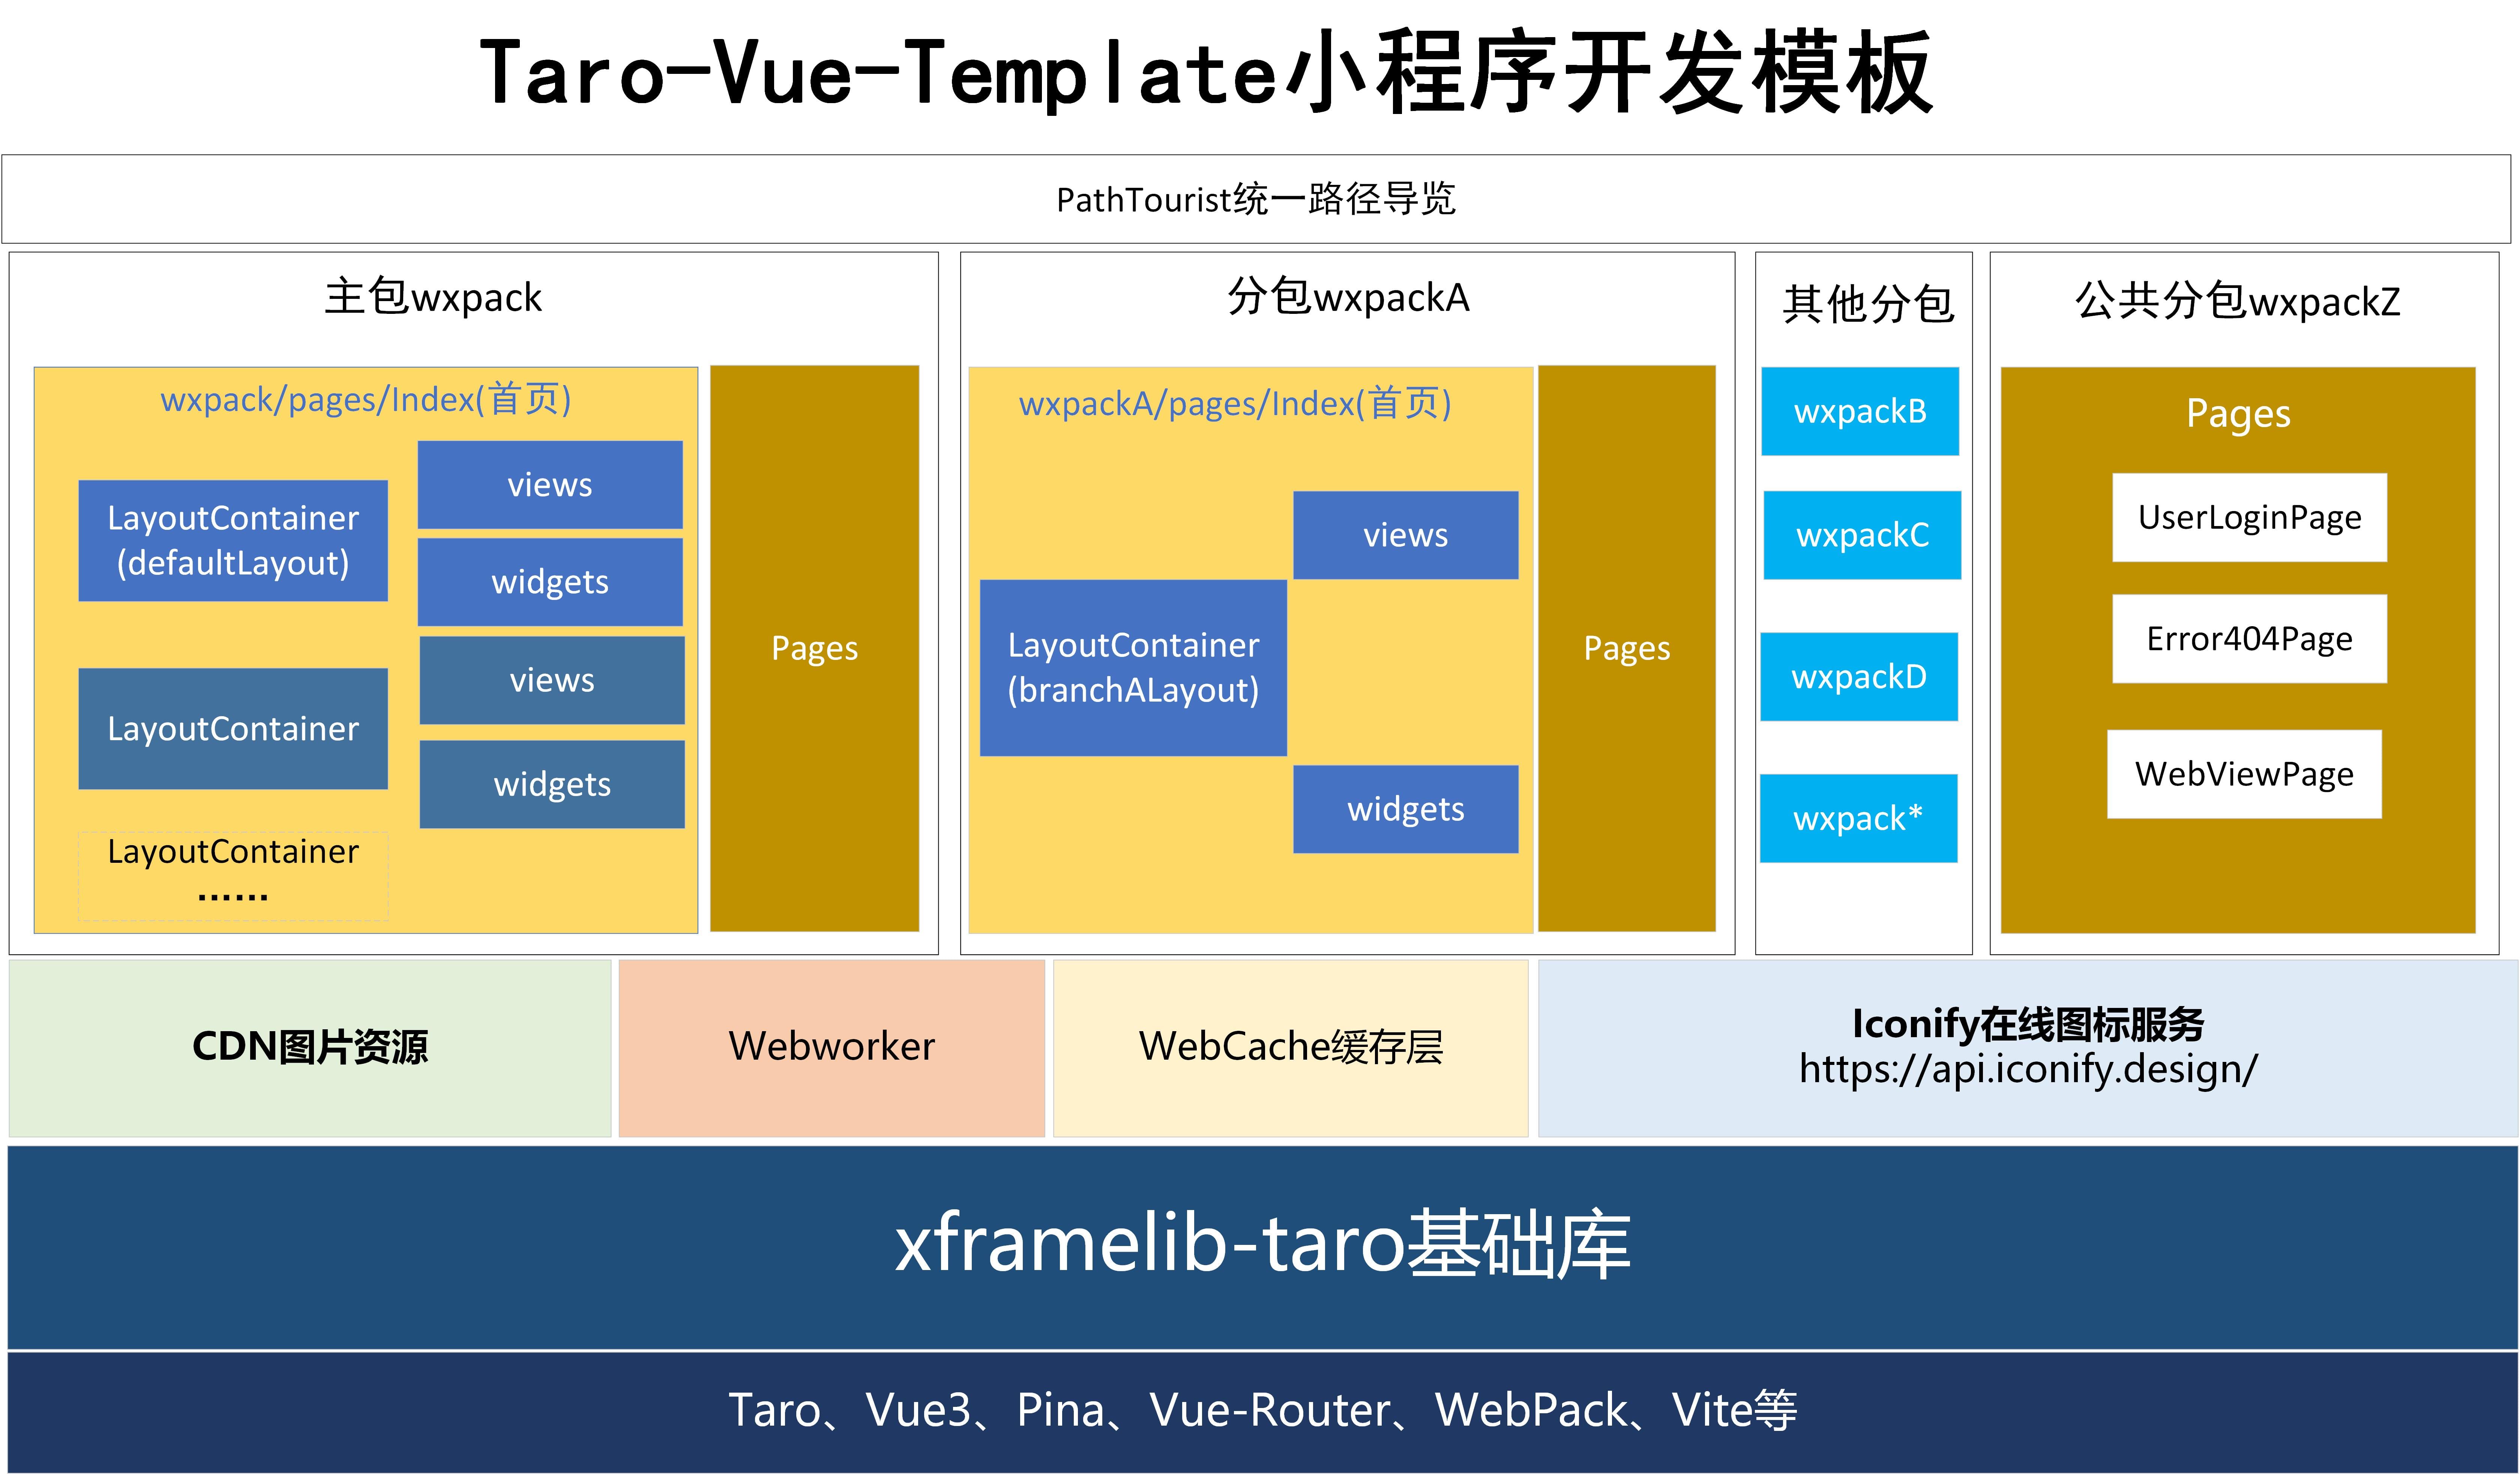 Taro-Vue-Template小程序开发模板
PathTourist统一路径导览
主包wxpack
wxpack/pages/Index(首页)
LayoutContainer
(defaultLayout)
views
widgets
LayoutContainer
views
widgets
LayoutContainer
……
Pages
分包wxpackA
wxpackA/pages/Index(首页)
LayoutContainer
(branchALayout)
views
widgets
Pages
其他分包
wxpackB
wxpackC
wxpackD
wxpack*
公共分包wxpackZ
Pages
UserLoginPage
Error404Page
WebViewPage
CDN图片资源
Webworker
WebCache缓存层
Iconify在线图标服务
https://api.iconify.design/
xframelib-taro基础库
Taro、Vue3、Pina、Vue-Router、WebPack、Vite等